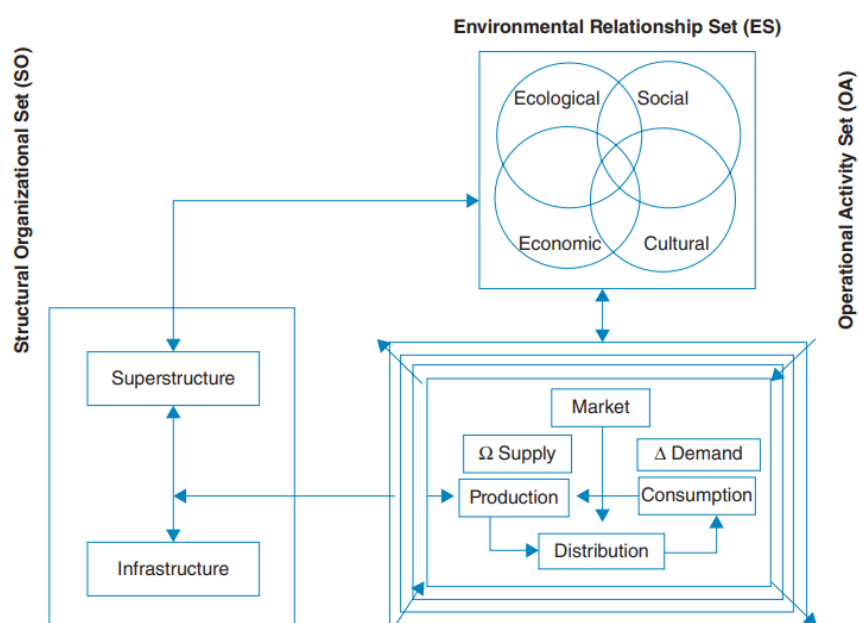 Environmental Relationship Set (ES)
Structural Organizational Set (SO)
Operational Activity Set (OA)
Ecological
Social
Economic
Cultural
Superstructure
Infrastructure
Market
Ω Supply
Δ Demand
Production
Consumption
Distribution